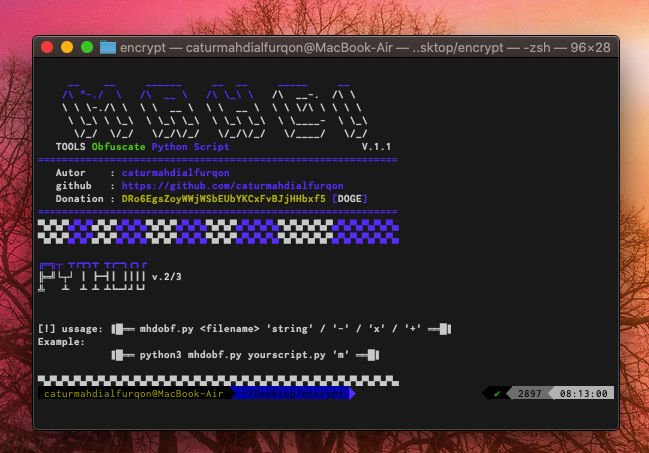 encrypt — caturmahdialfurqon@MacBook-Air — ..sktop/encrypt — -zsh — 96×28
TOOLS Obfuscate Python Script V.1.1
Autor : caturmahdialfurqon
github : https://github.com/caturmahdialfurqon
Donation : DRo6EgsZoyWWjWSbEUbYKCxFvBJjHHbxf5 [DOGE]
v.2/3
[!] ussage: mhdobf.py <filename> 'string' / '-' / 'x' / '+'
Example:
python3 mhdobf.py yourscript.py 'm'
caturmahdialfurqon@MacBook-Air ~/Desktop/encrypt ✔ 2897 08:13:00